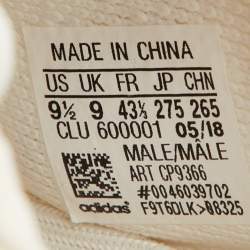 MADE IN CHINA
US UK FR JP CHN
9½ 9 43⅓ 275 265
CLU 600001 05/18
MALE/MÂLE
ART CP9366
#0046039702
adidas F9T6DLK>08325